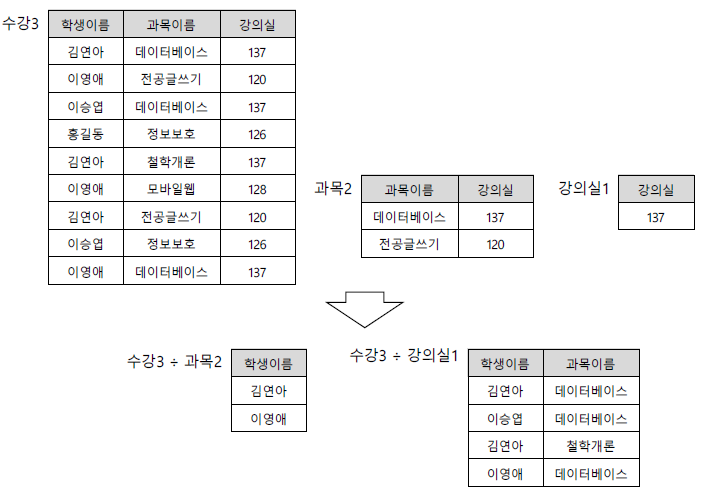 수강3
학생이름 과목이름 강의실
김연아 데이터베이스 137
이영애 전공글쓰기 120
이승엽 데이터베이스 137
홍길동 정보보호 126
김연아 철학개론 137
이영애 모바일웹 128
김연아 전공글쓰기 120
이승엽 정보보호 126
이영애 데이터베이스 137
과목2
과목이름 강의실
데이터베이스 137
전공글쓰기 120
강의실1
강의실
137
수강3 ÷ 과목2
학생이름
김연아
이영애
수강3 ÷ 강의실1
학생이름 과목이름
김연아 데이터베이스
이승엽 데이터베이스
김연아 철학개론
이영애 데이터베이스